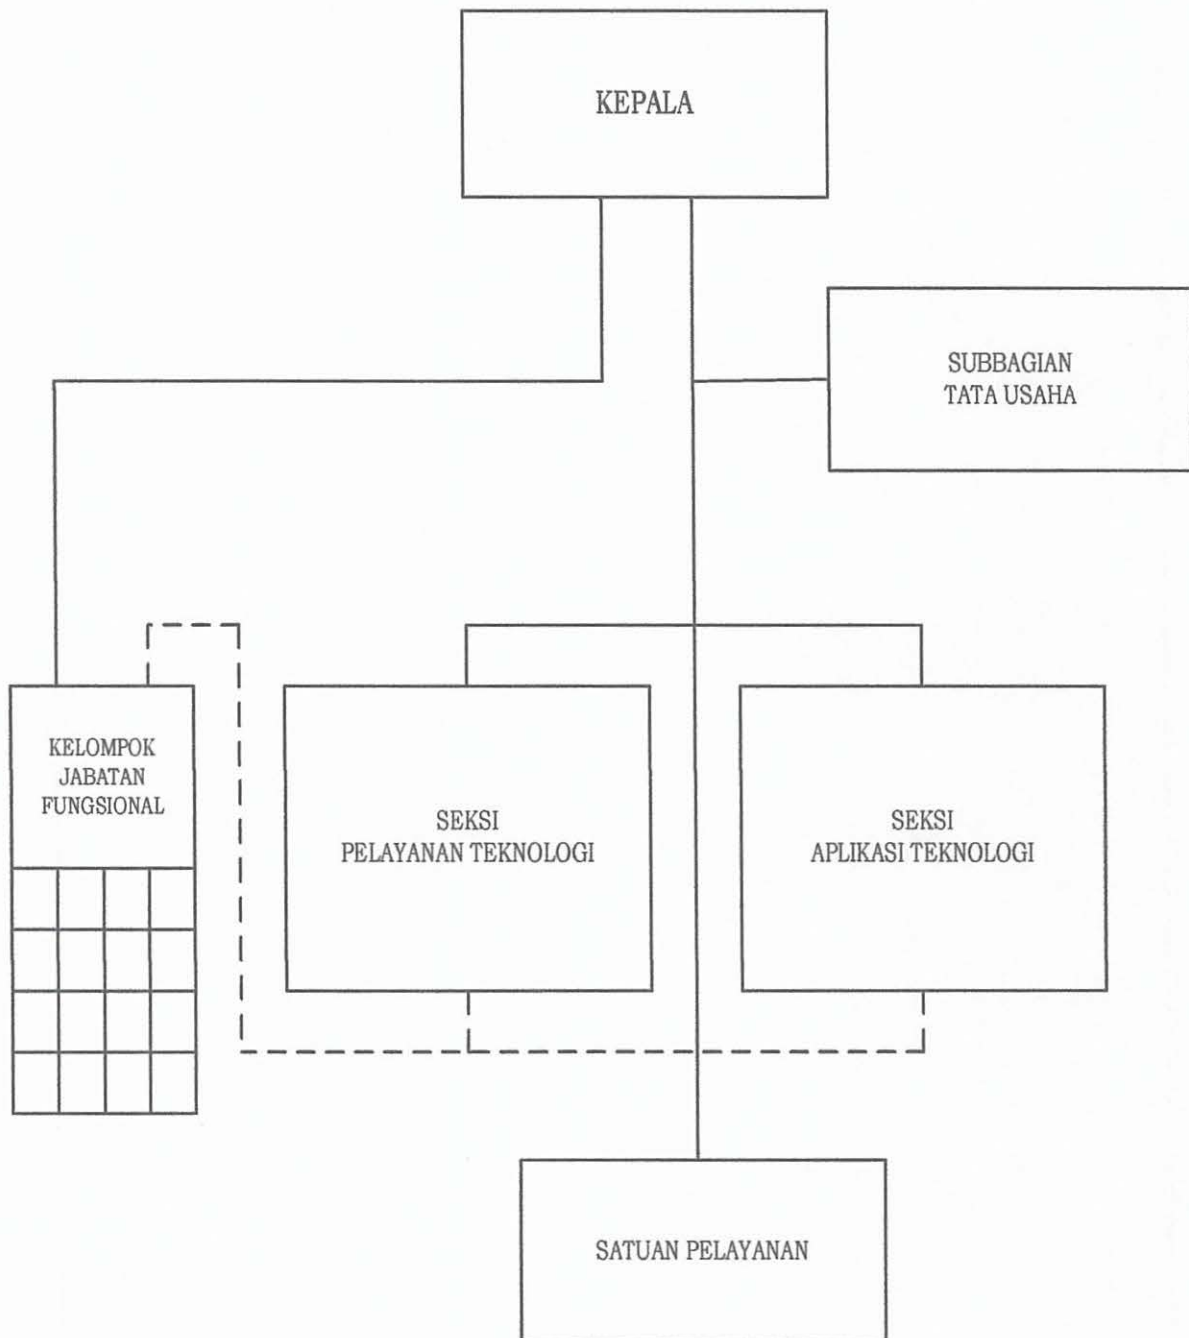 KEPALA
SUBBAGIAN
TATA USAHA
KELOMPOK
JABATAN
FUNGSIONAL
SEKSI
PELAYANAN TEKNOLOGI
SEKSI
APLIKASI TEKNOLOGI
SATUAN PELAYANAN